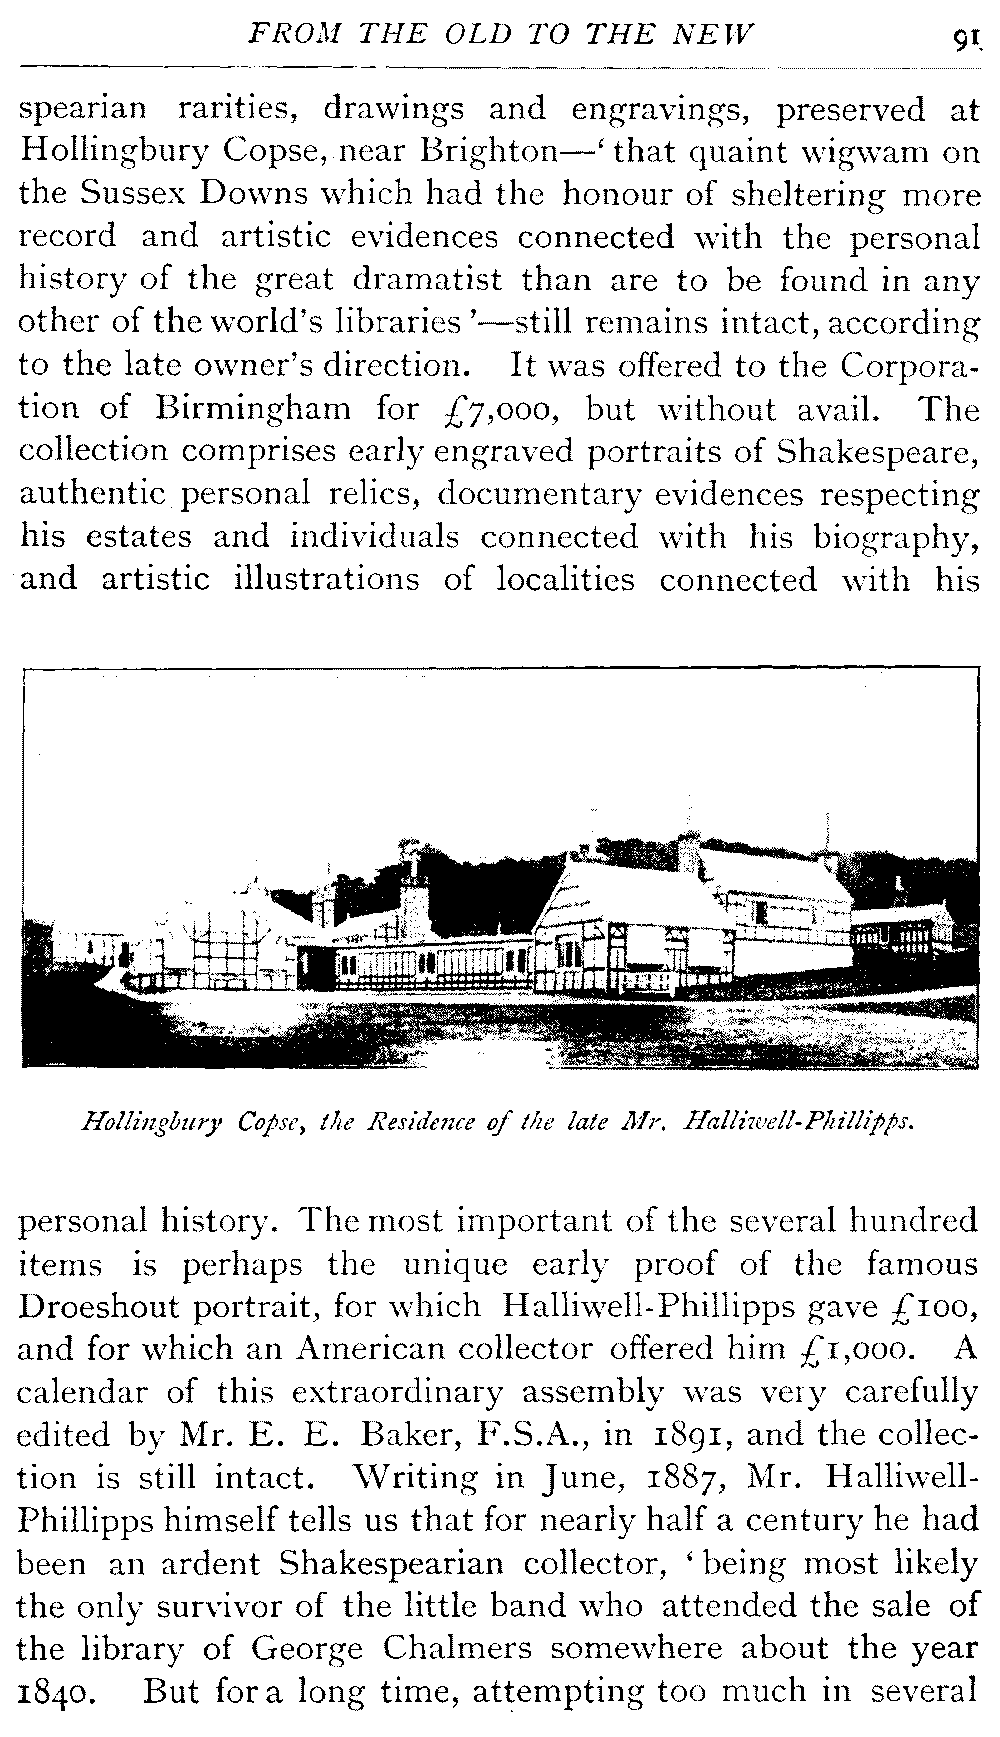 FROM THE OLD TO THE NEW 91
spearian rarities, drawings and engravings, preserved at
Hollingbury Copse, near Brighton—‘that quaint wigwam on
the Sussex Downs which had the honour of sheltering more
record and artistic evidences connected with the personal
history of the great dramatist than are to be found in any
other of the world’s libraries’—still remains intact, according
to the late owner’s direction. It was offered to the Corpora-
tion of Birmingham for £7,000, but without avail. The
collection comprises early engraved portraits of Shakespeare,
authentic personal relics, documentary evidences respecting
his estates and individuals connected with his biography,
and artistic illustrations of localities connected with his
Hollingbury Copse, the Residence of the late Mr. Halliwell-Phillipps.
personal history. The most important of the several hundred
items is perhaps the unique early proof of the famous
Droeshout portrait, for which Halliwell-Phillipps gave £100,
and for which an American collector offered him £1,000. A
calendar of this extraordinary assembly was very carefully
edited by Mr. E. E. Baker, F.S.A., in 1891, and the collec-
tion is still intact. Writing in June, 1887, Mr. Halliwell-
Phillipps himself tells us that for nearly half a century he had
been an ardent Shakespearian collector, ‘being most likely
the only survivor of the little band who attended the sale of
the library of George Chalmers somewhere about the year
1840. But for a long time, attempting too much in several